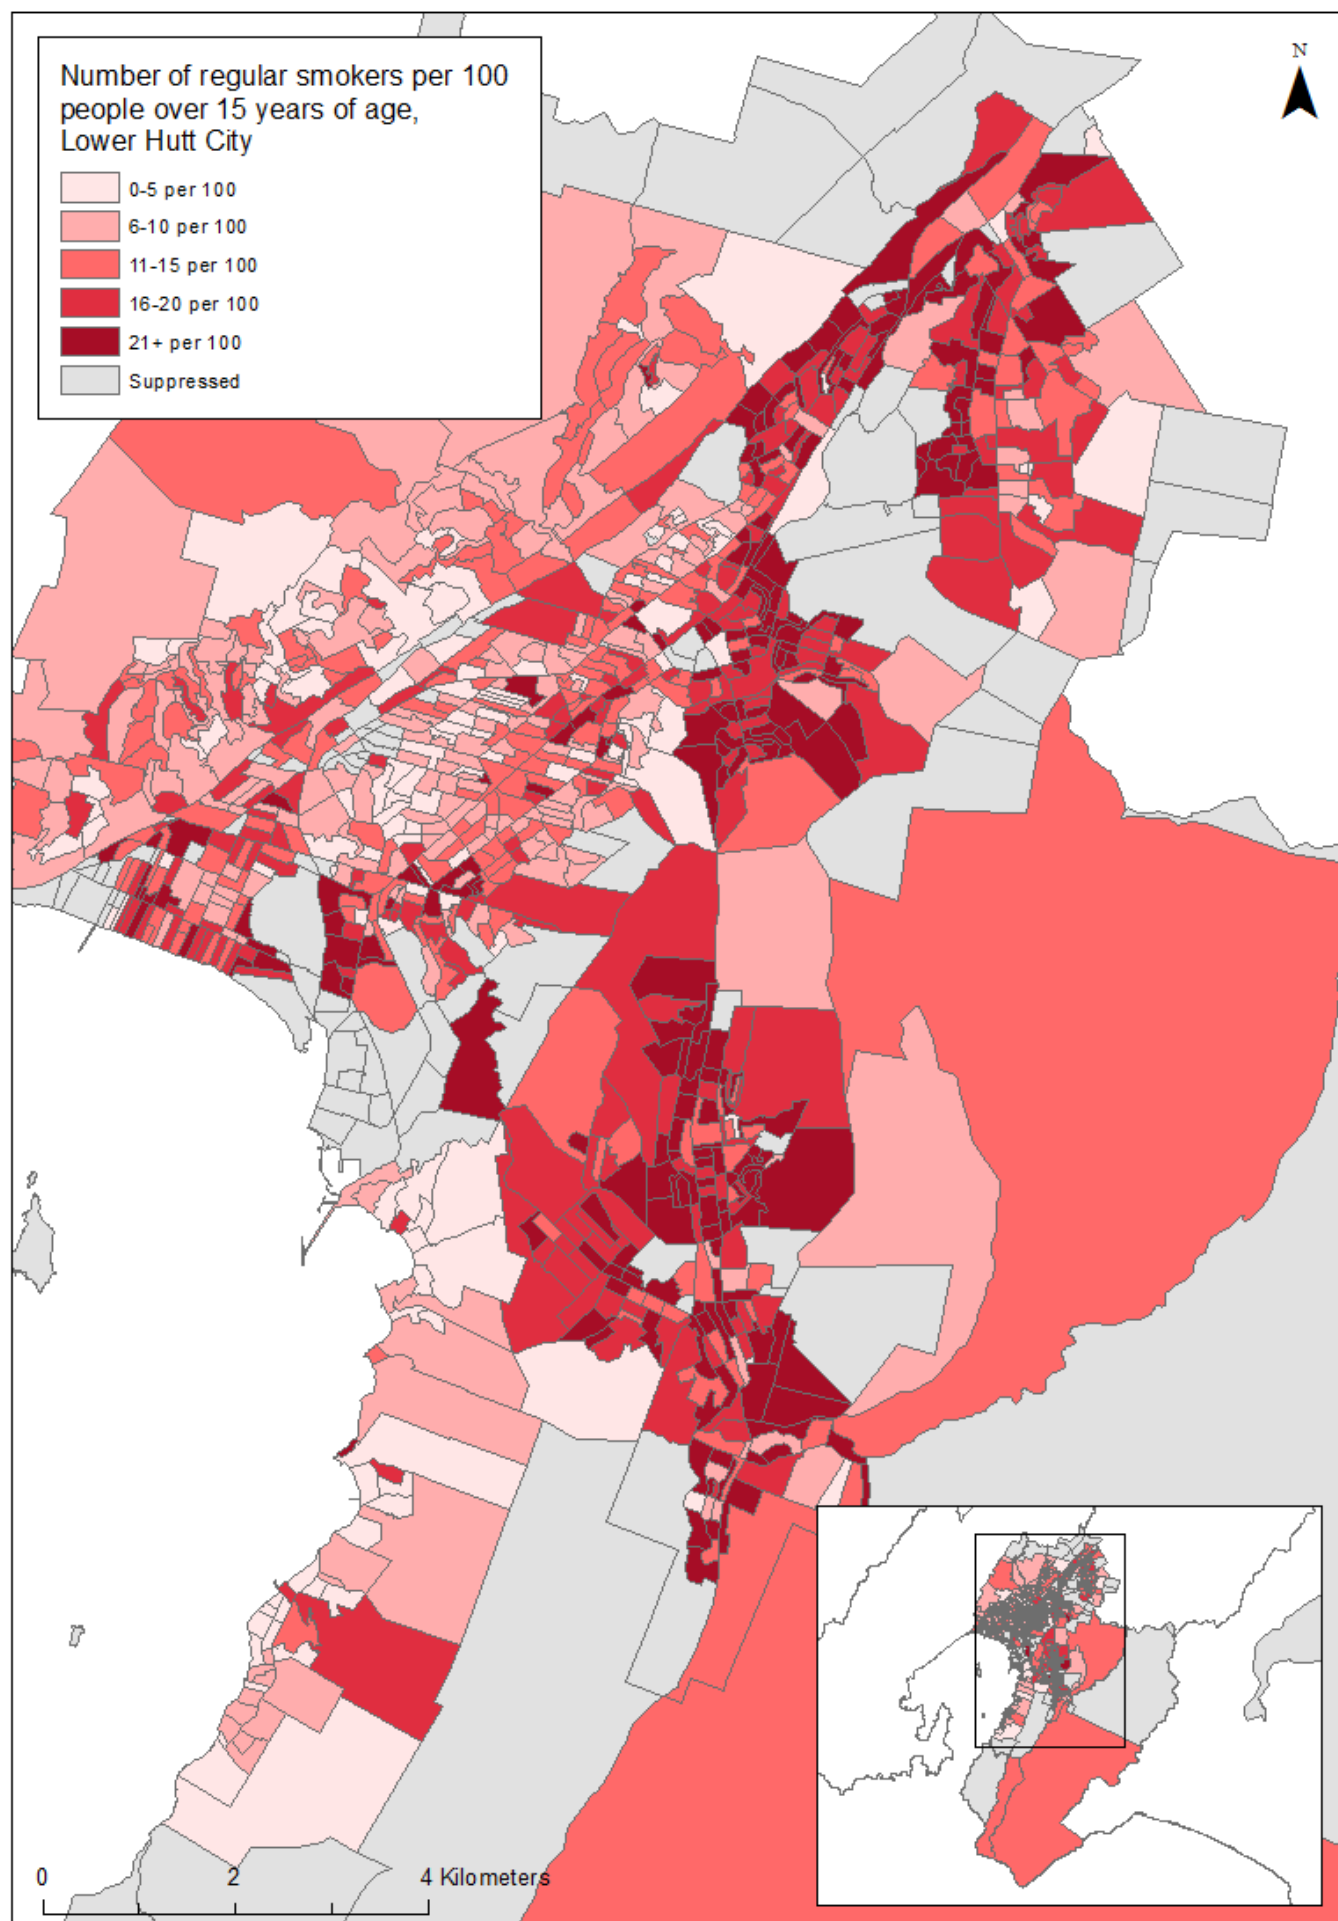 Number of regular smokers per 100
people over 15 years of age,
Lower Hutt City
0-5 per 100
6-10 per 100
11-15 per 100
16-20 per 100
21+ per 100
Suppressed
N
0 2 4 Kilometers